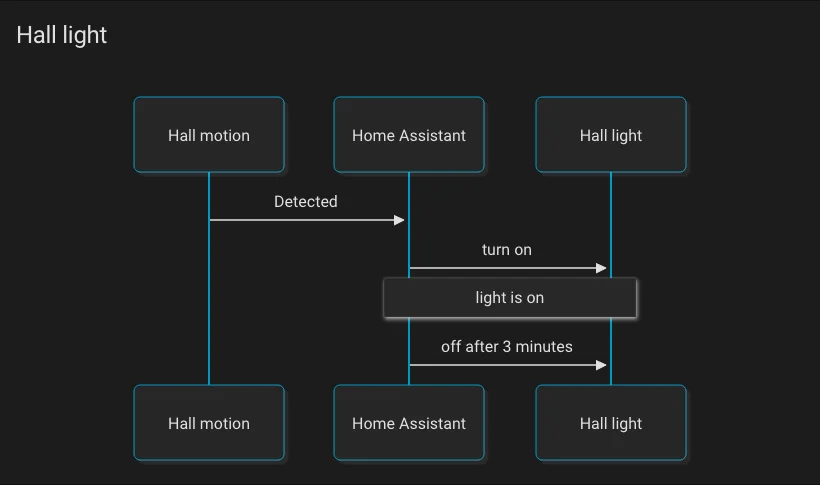 Hall light
Hall motion
Home Assistant
Hall light
Detected
turn on
light is on
off after 3 minutes
Hall motion
Home Assistant
Hall light